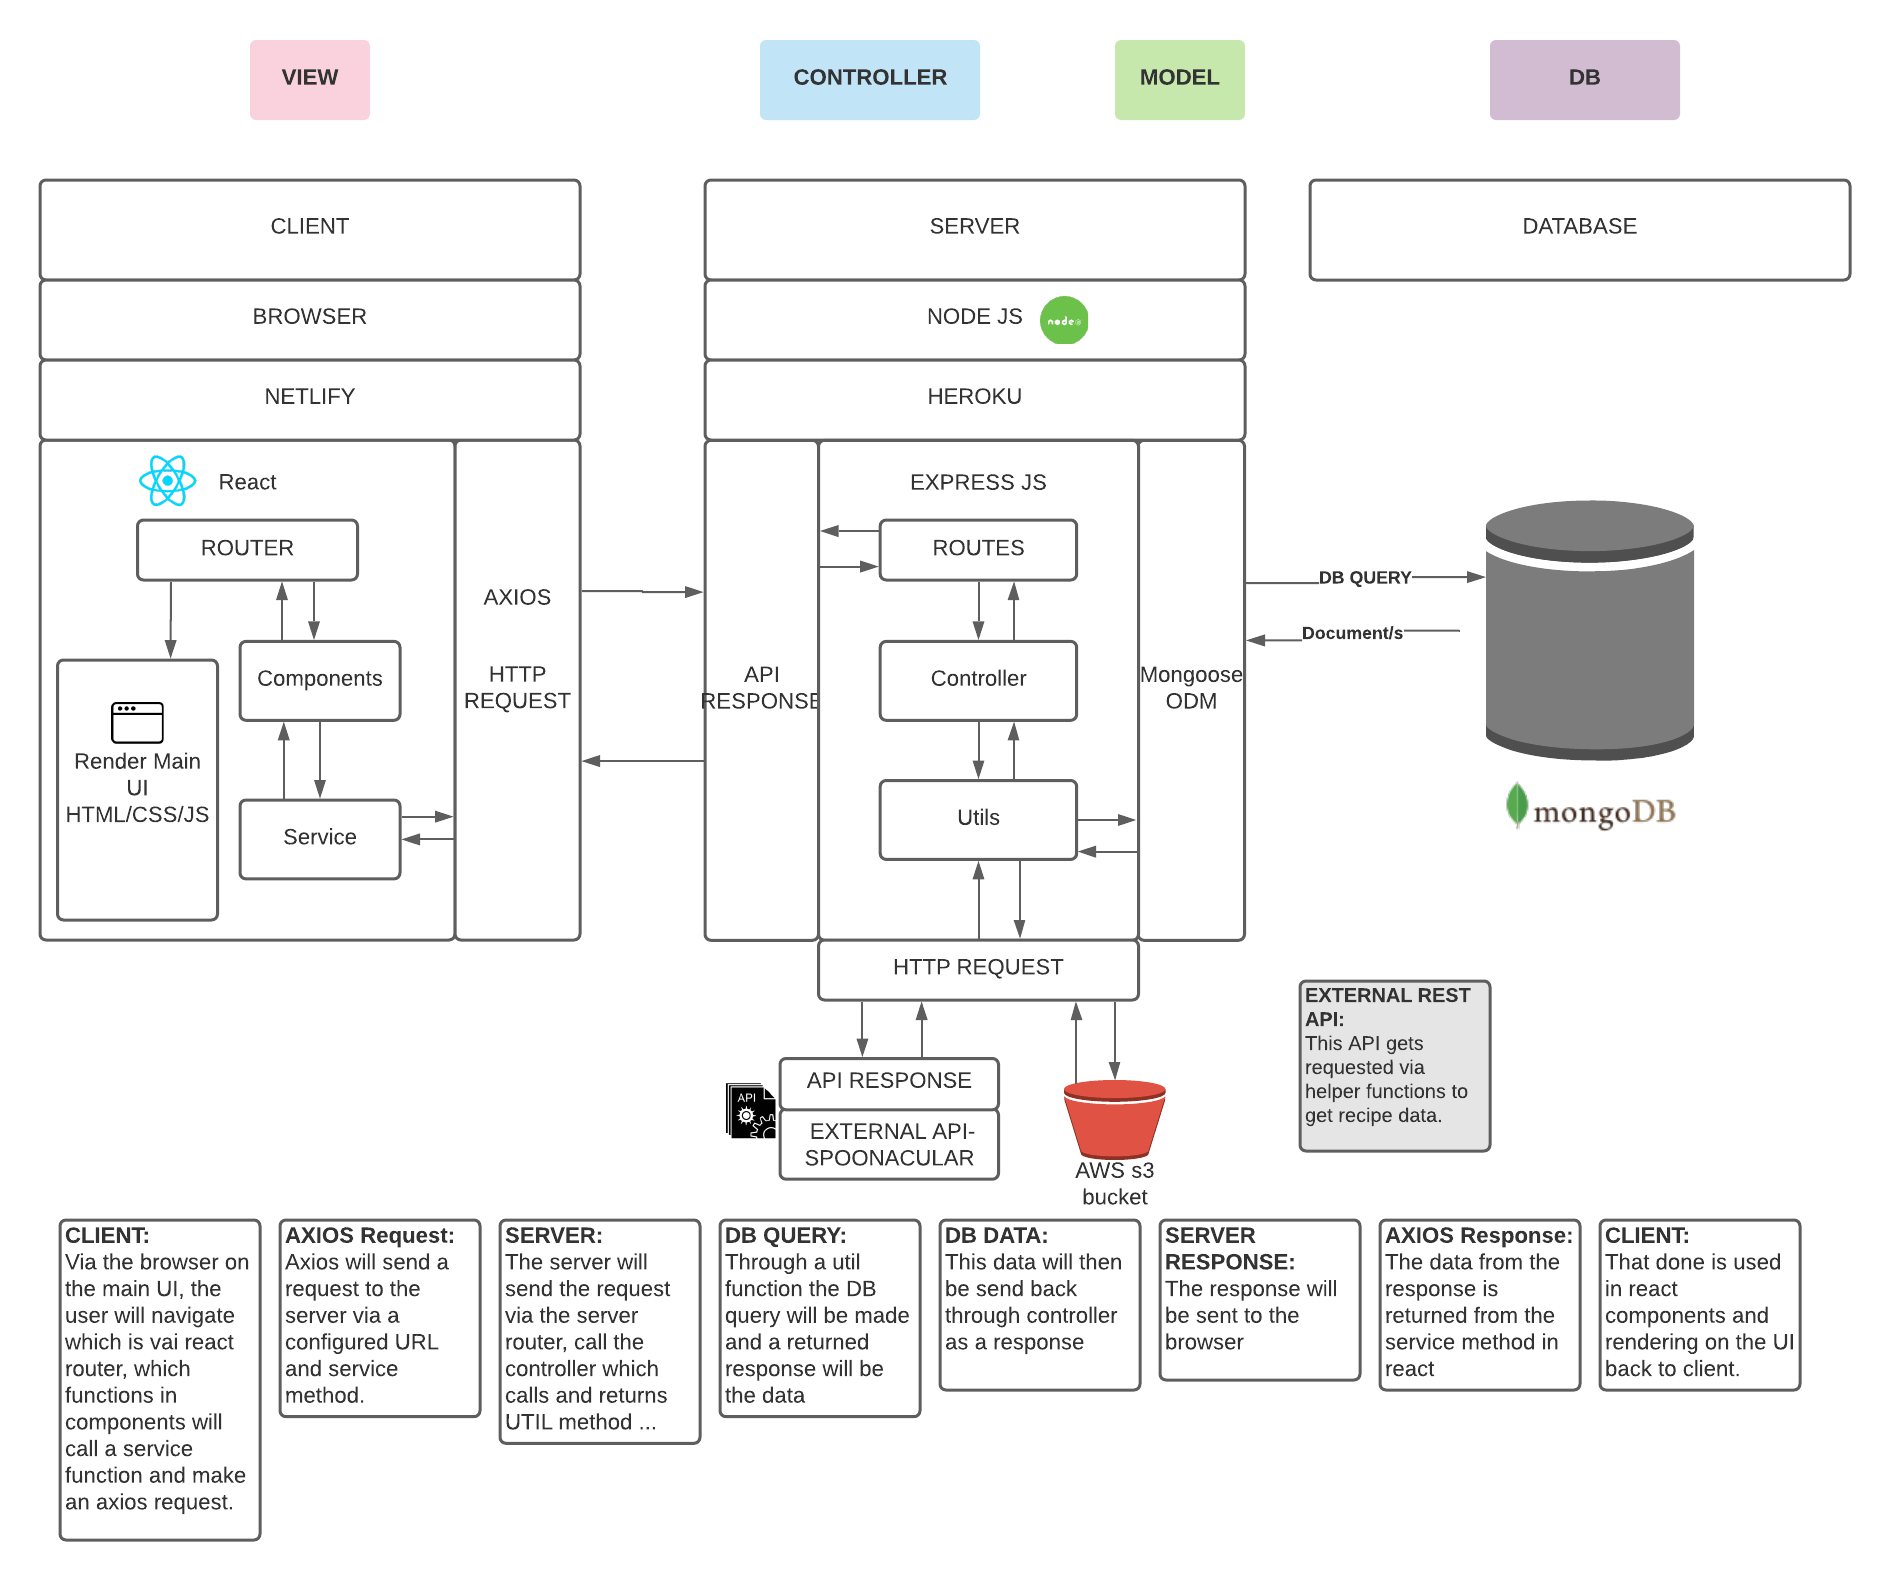 VIEW
CONTROLLER
MODEL
DB
CLIENT
SERVER
DATABASE
BROWSER
NODE JS
node
NETLIFY
HEROKU
React
ROUTER
Components
Service
Render Main
UI
HTML/CSS/JS
AXIOS
HTTP
REQUEST
API
RESPONSE
EXPRESS JS
ROUTES
Controller
Utils
Mongoose
ODM
DB QUERY
Document/s
mongoDB
HTTP REQUEST
API RESPONSE
API
EXTERNAL API-
SPOONACULAR
AWS s3
bucket
EXTERNAL REST
API:
This API gets
requested via
helper functions to
get recipe data.
CLIENT:
Via the browser on
the main UI, the
user will navigate
which is vai react
router, which
functions in
components will
call a service
function and make
an axios request.
AXIOS Request:
Axios will send a
request to the
server via a
configured URL
and service
method.
SERVER:
The server will
send the request
via the server
router, call the
controller which
calls and returns
UTIL method ...
DB QUERY:
Through a util
function the DB
query will be made
and a returned
response will be
the data
DB DATA:
This data will then
be send back
through controller
as a response
SERVER
RESPONSE:
The response will
be sent to the
browser
AXIOS Response:
The data from the
response is
returned from the
service method in
react
CLIENT:
That done is used
in react
components and
rendering on the UI
back to client.